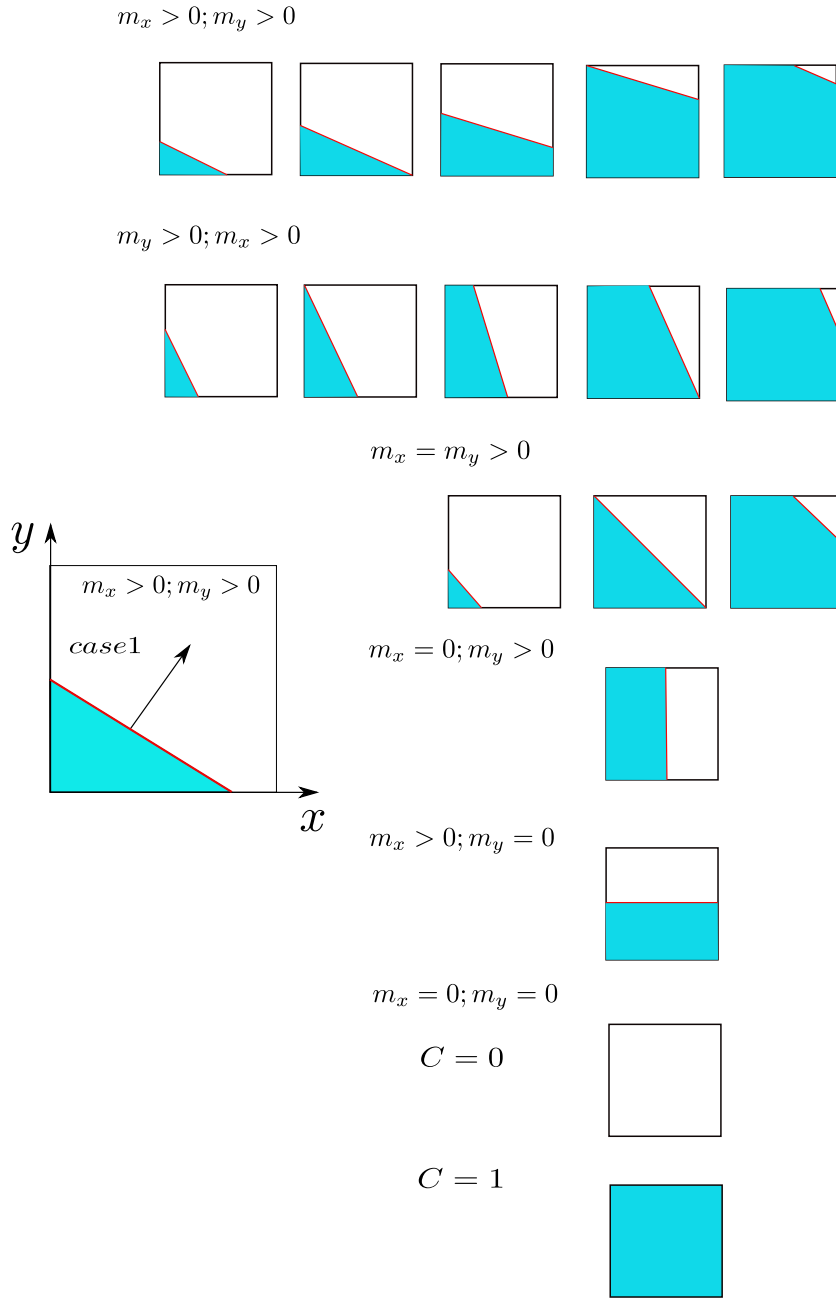 m_x > 0; m_y > 0
m_y > 0; m_x > 0
m_x = m_y > 0
y
m_x > 0; m_y > 0
case1
x
m_x = 0; m_y > 0
m_x > 0; m_y = 0
m_x = 0; m_y = 0
C = 0
C = 1